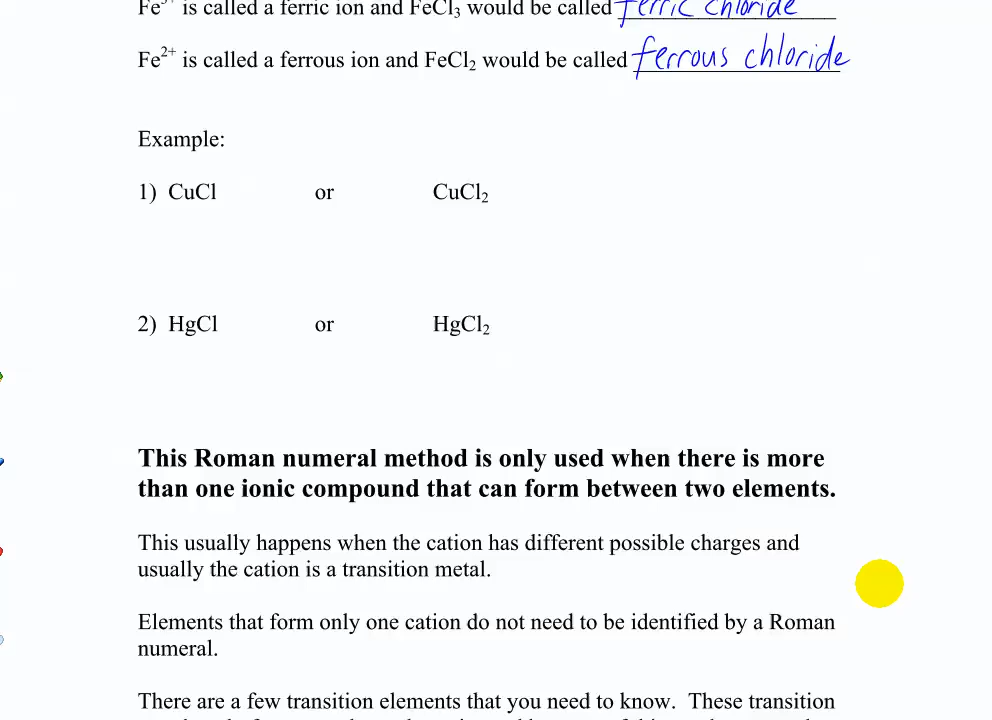 Fe³⁺ is called a ferric ion and FeCl₃ would be called ferric chloride
Fe²⁺ is called a ferrous ion and FeCl₂ would be called ferrous chloride
Example:
1) CuCl or CuCl₂
2) HgCl or HgCl₂
This Roman numeral method is only used when there is more
than one ionic compound that can form between two elements.
This usually happens when the cation has different possible charges and
usually the cation is a transition metal.
Elements that form only one cation do not need to be identified by a Roman
numeral.
There are a few transition elements that you need to know. These transition